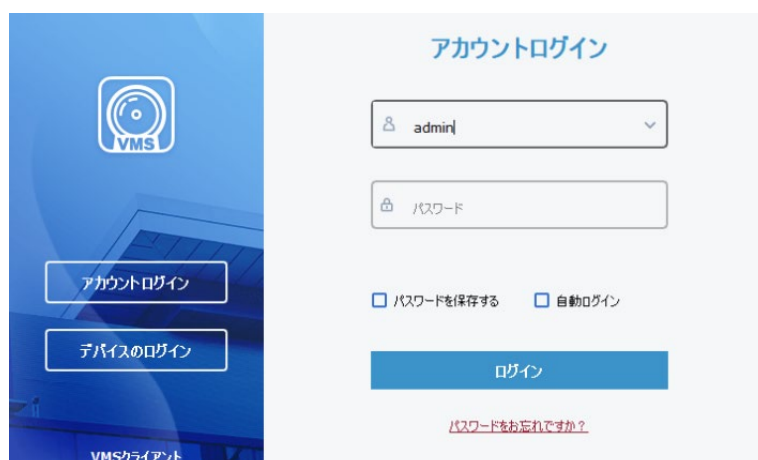 VMS
アカウントログイン
デバイスのログイン
VMSクライアント
アカウントログイン
admin
パスワード
パスワードを保存する
自動ログイン
ログイン
パスワードをお忘れですか？